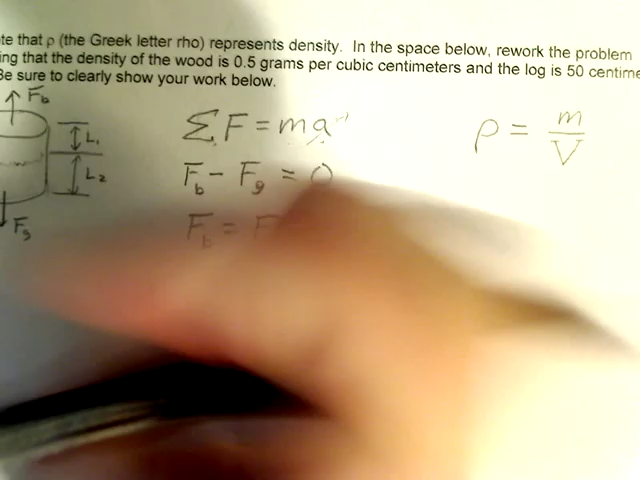 te that ρ (the Greek letter rho) represents density. In the space below, rework the problem
ing that the density of the wood is 0.5 grams per cubic centimeters and the log is 50 centime
Be sure to clearly show your work below.
F_b
L_1
L_2
F_g
ΣF = ma
F_b - F_g = 0
F_b = F
ρ = m/V